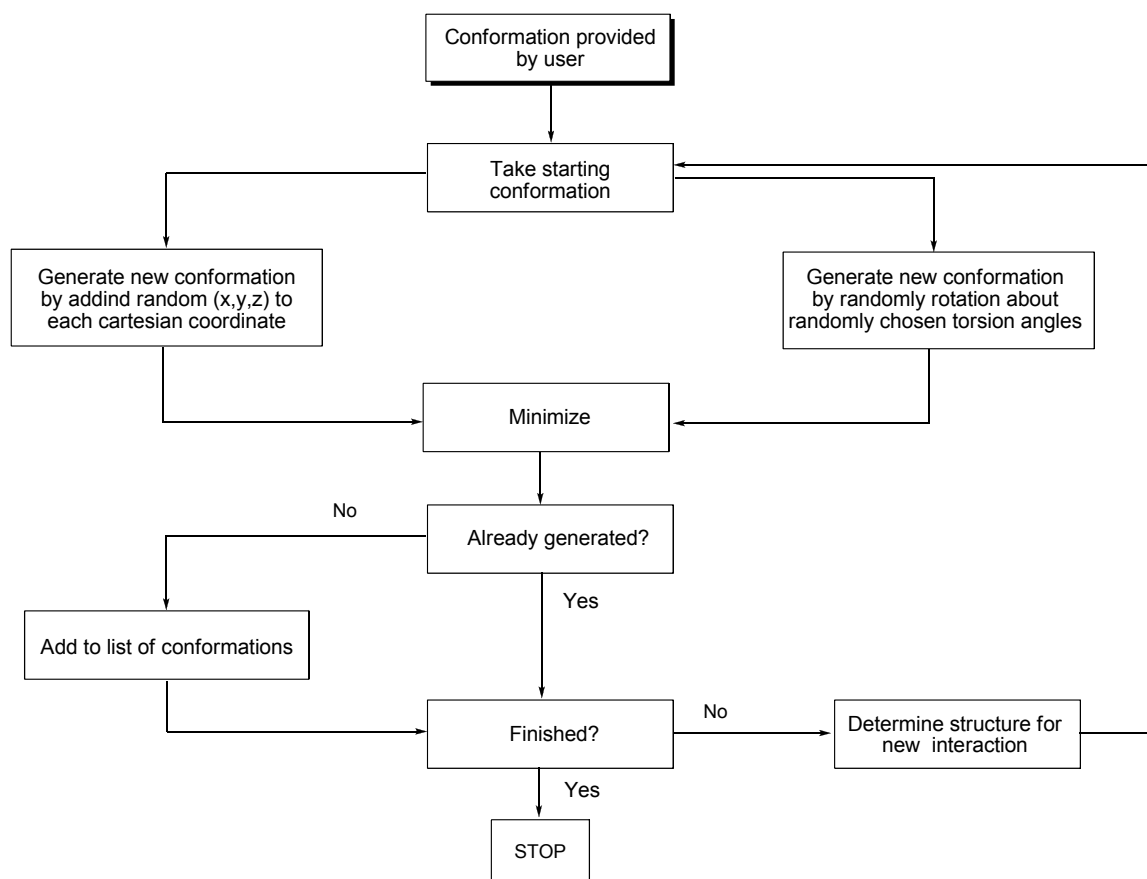 Conformation provided
by user
Take starting
conformation
Generate new conformation
by addind random (x,y,z) to
each cartesian coordinate
Generate new conformation
by randomly rotation about
randomly chosen torsion angles
Minimize
No
Already generated?
Yes
Add to list of conformations
Finished?
No
Determine structure for
new interaction
Yes
STOP